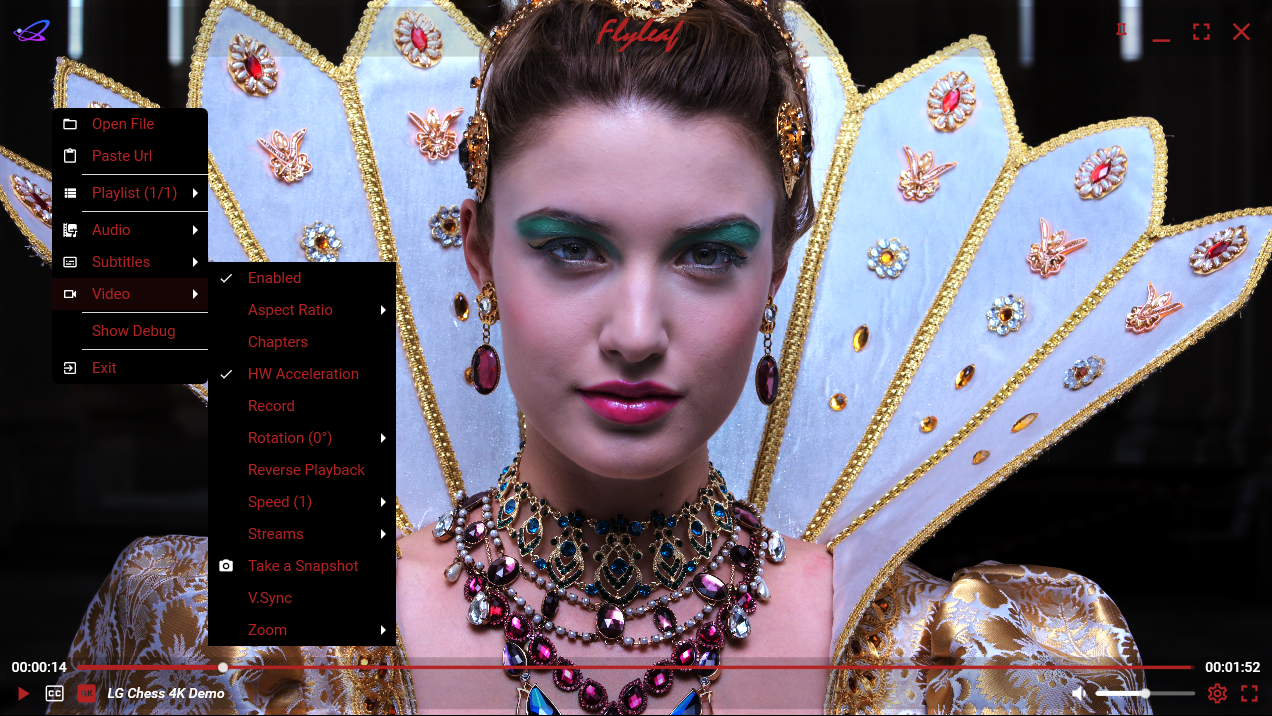 Flyleaf
Open File
Paste Url
Playlist (1/1)
Audio
Subtitles
Video
Show Debug
Exit
Enabled
Aspect Ratio
Chapters
HW Acceleration
Record
Rotation (0°)
Reverse Playback
Speed (1)
Streams
Take a Snapshot
V.Sync
Zoom
00:00:14
00:01:52
CC
4K
LG Chess 4K Demo